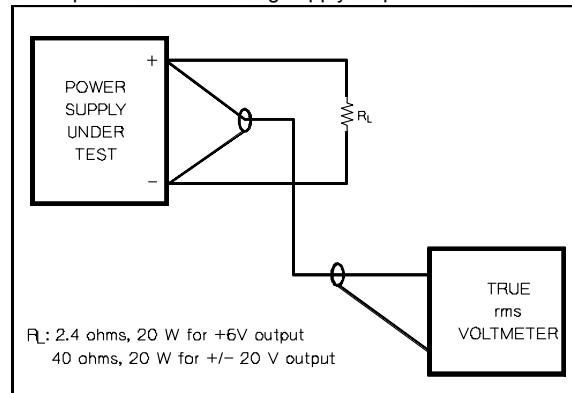 +
POWER
SUPPLY
UNDER
TEST
RL
−
TRUE
rms
VOLTMETER
RL: 2.4 ohms, 20 W for +6V output
40 ohms, 20 W for +/- 20 V output